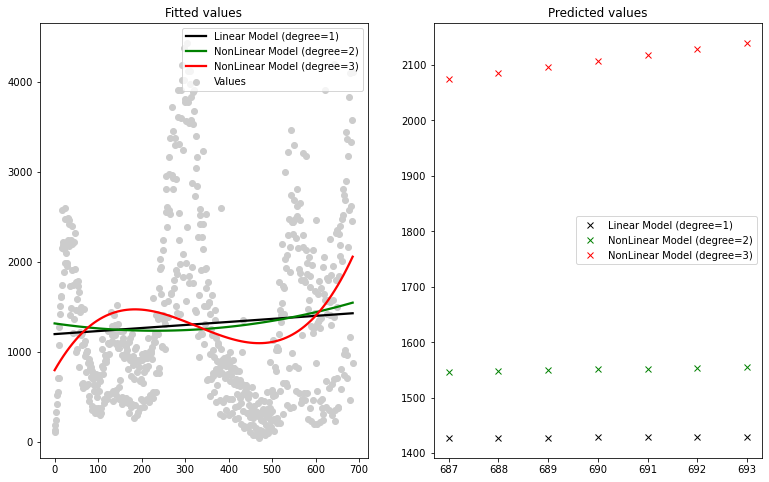 Fitted values
Linear Model (degree=1)
NonLinear Model (degree=2)
NonLinear Model (degree=3)
Values
4000
3000
2000
1000
0
0 100 200 300 400 500 600 700
Predicted values
2100
2000
1900
1800
1700
1600
1500
1400
Linear Model (degree=1)
NonLinear Model (degree=2)
NonLinear Model (degree=3)
687 688 689 690 691 692 693